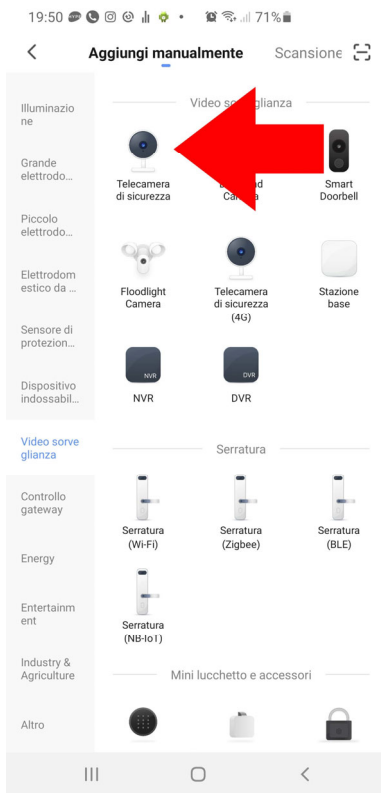 19:50 71%
Aggiungi manualmente Scansione
Illuminazio
ne
Grande
elettrodo...
Piccolo
elettrodo...
Elettrodom
estico da ...
Sensore di
protezion...
Dispositivo
indossabil...
Video sorve
glianza
Controllo
gateway
Energy
Entertainm
ent
Industry &
Agriculture
Altro
Video glianza
Telecamera
di sicurezza
Smart
Doorbell
Floodlight
Camera
Telecamera
di sicurezza
(4G)
Stazione
base
NVR
NVR
DVR
DVR
Serratura
Serratura
(Wi-Fi)
Serratura
(Zigbee)
Serratura
(BLE)
Serratura
(NB-IoT)
Mini lucchetto e accessori